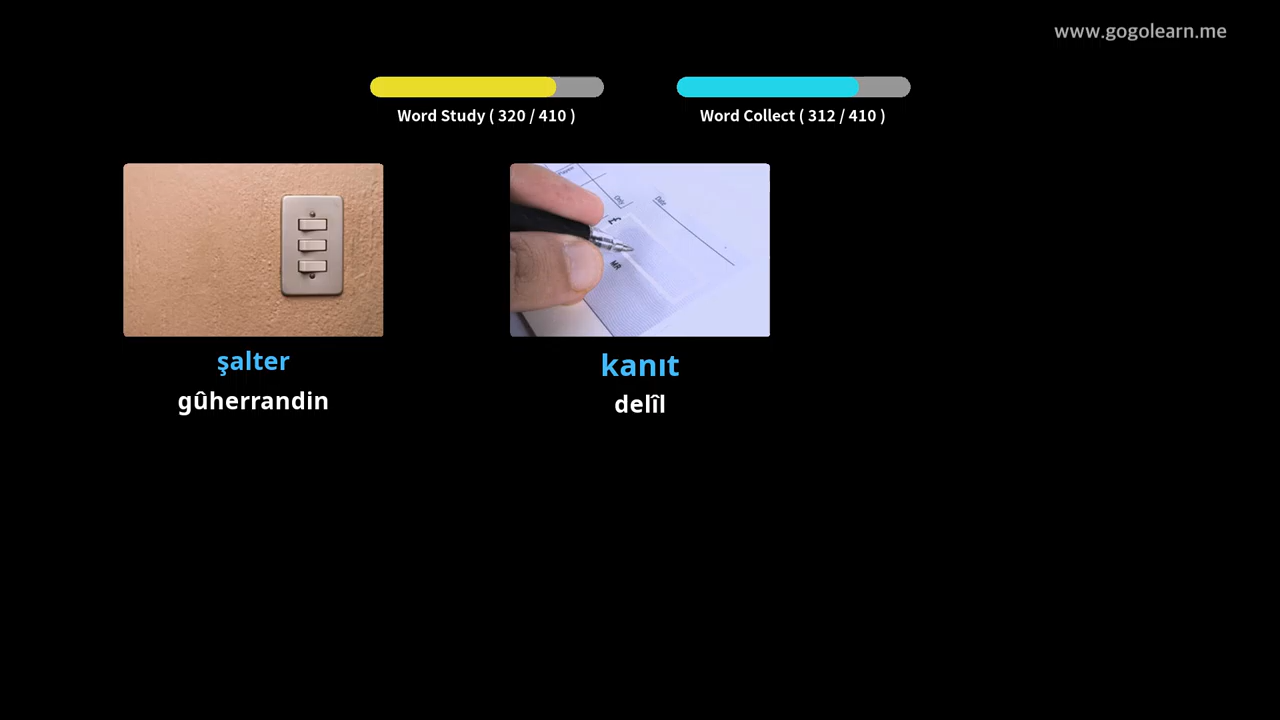 www.gogolearn.me
Word Study ( 320 / 410 )
Word Collect ( 312 / 410 )
şalter
gûherrandin
kanıt
delîl